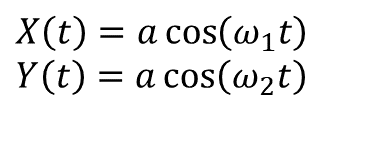 X(t) = a cos(ω₁t)
Y(t) = a cos(ω₂t)